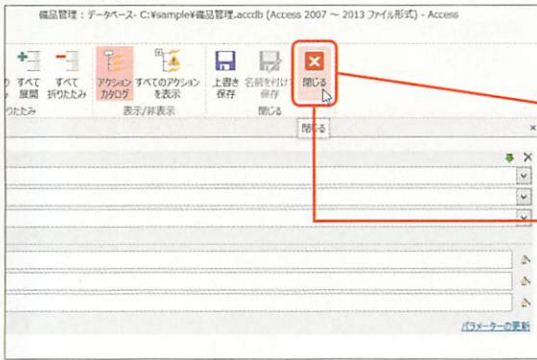 備品管理 : データベース- C:¥sample¥備品管理.accdb (Access 2007 ～ 2013 ファイル形式) - Access
すべて 展開
すべて 折りたたみ
アクション カタログ
すべてのアクション を表示
上書き 保存
名前を付け 保存
閉じる
りたたみ
表示/非表示
閉じる
閉じる
パラメーターの更新